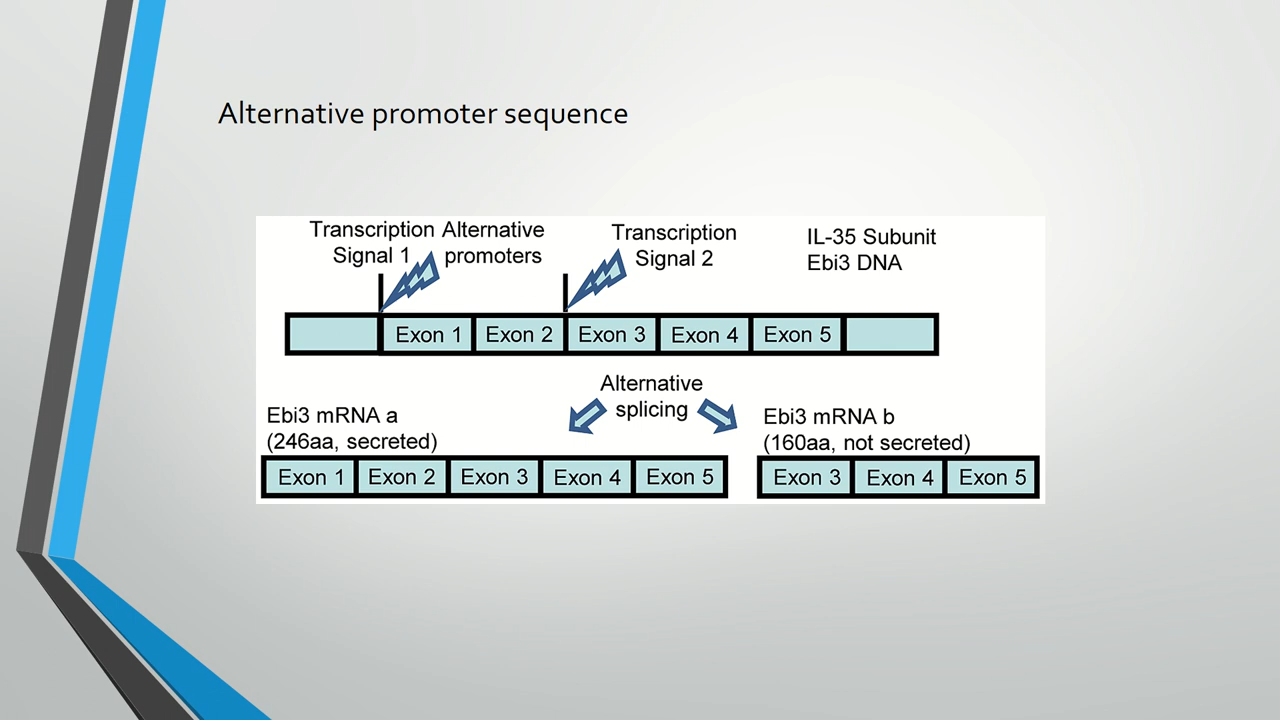 Alternative promoter sequence
Transcription
Signal 1
Alternative
promoters
Transcription
Signal 2
IL-35 Subunit
Ebi3 DNA
Exon 1 Exon 2 Exon 3 Exon 4 Exon 5
Alternative
splicing
Ebi3 mRNA a
(246aa, secreted)
Exon 1 Exon 2 Exon 3 Exon 4 Exon 5
Ebi3 mRNA b
(160aa, not secreted)
Exon 3 Exon 4 Exon 5